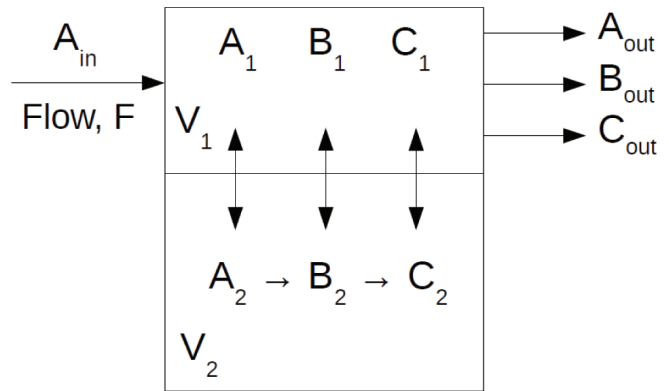 A_in
Flow, F
A_1 B_1 C_1
V_1
A_2 → B_2 → C_2
V_2
A_out
B_out
C_out